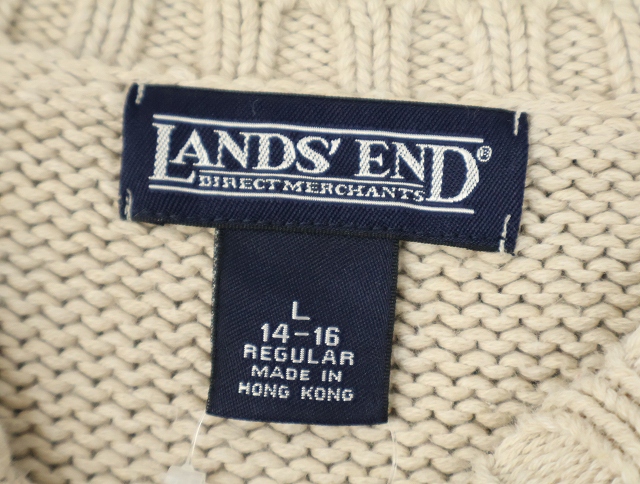 LANDS' END®
DIRECT MERCHANTS
L
14-16
REGULAR
MADE IN
HONG KONG